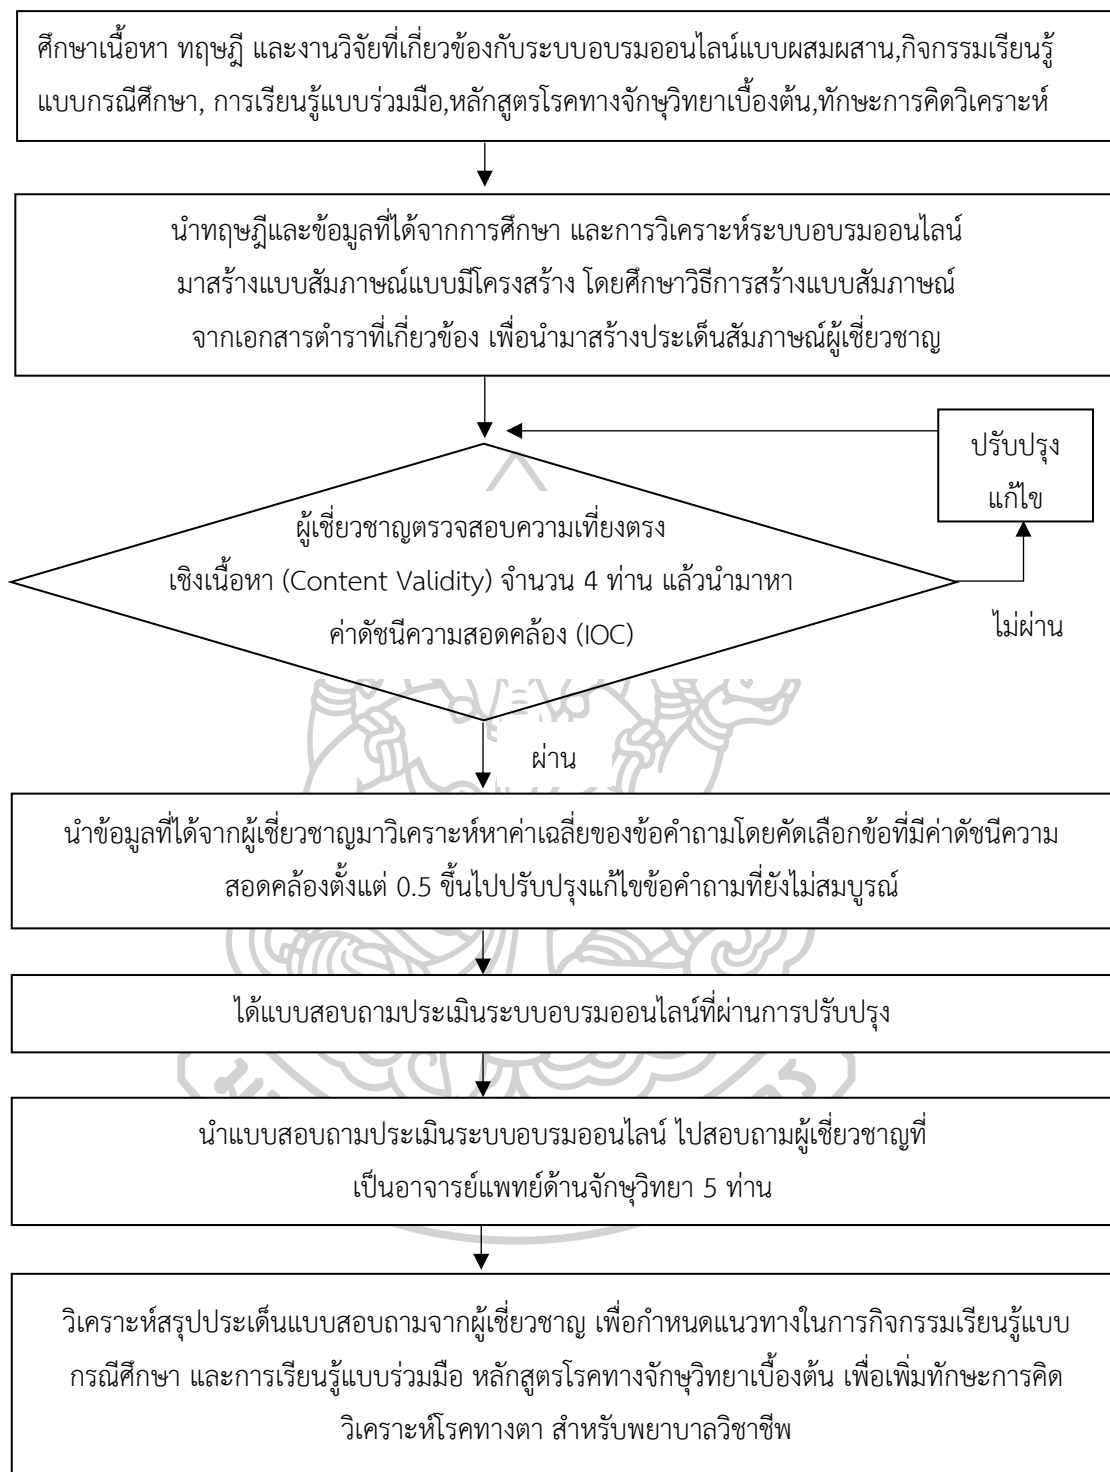 ศึกษาเนื้อหา ทฤษฎี และงานวิจัยที่เกี่ยวข้องกับระบบอบรมออนไลน์แบบผสมผสาน,กิจกรรมเรียนรู้
แบบกรณีศึกษา, การเรียนรู้แบบร่วมมือ,หลักสูตรโรคทางจักษุวิทยาเบื้องต้น,ทักษะการคิดวิเคราะห์
นำทฤษฎีและข้อมูลที่ได้จากการศึกษา และการวิเคราะห์ระบบอบรมออนไลน์
มาสร้างแบบสัมภาษณ์แบบมีโครงสร้าง โดยศึกษาวิธีการสร้างแบบสัมภาษณ์
จากเอกสารตำราที่เกี่ยวข้อง เพื่อนำมาสร้างประเด็นสัมภาษณ์ผู้เชี่ยวชาญ
ปรับปรุง
แก้ไข
ผู้เชี่ยวชาญตรวจสอบความเที่ยงตรง
เชิงเนื้อหา (Content Validity) จำนวน 4 ท่าน แล้วนำมาหา
ค่าดัชนีความสอดคล้อง (IOC)
ไม่ผ่าน
ผ่าน
นำข้อมูลที่ได้จากผู้เชี่ยวชาญมาวิเคราะห์หาค่าเฉลี่ยของข้อคำถามโดยคัดเลือกข้อที่มีค่าดัชนีความ
สอดคล้องตั้งแต่ 0.5 ขึ้นไปปรับปรุงแก้ไขข้อคำถามที่ยังไม่สมบูรณ์
ได้แบบสอบถามประเมินระบบอบรมออนไลน์ที่ผ่านการปรับปรุง
นำแบบสอบถามประเมินระบบอบรมออนไลน์ ไปสอบถามผู้เชี่ยวชาญที่
เป็นอาจารย์แพทย์ด้านจักษุวิทยา 5 ท่าน
วิเคราะห์สรุปประเด็นแบบสอบถามจากผู้เชี่ยวชาญ เพื่อกำหนดแนวทางในการกิจกรรมเรียนรู้แบบ
กรณีศึกษา และการเรียนรู้แบบร่วมมือ หลักสูตรโรคทางจักษุวิทยาเบื้องต้น เพื่อเพิ่มทักษะการคิด
วิเคราะห์โรคทางตา สำหรับพยาบาลวิชาชีพ